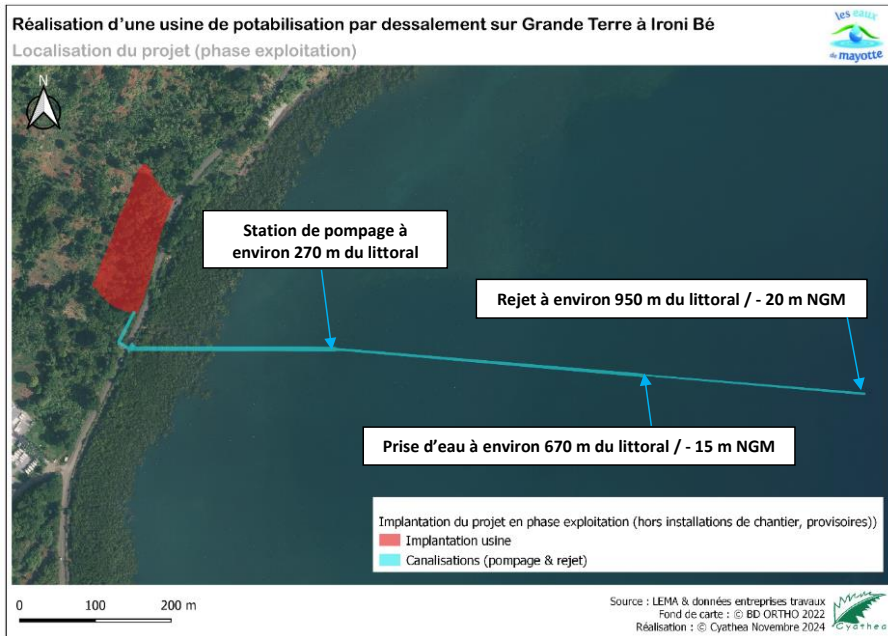 Réalisation d'une usine de potabilisation par dessalement sur Grande Terre à Ironi Bé
Localisation du projet (phase exploitation)
les eaux
de mayotte
N
Station de pompage à
environ 270 m du littoral
Rejet à environ 950 m du littoral / - 20 m NGM
Prise d'eau à environ 670 m du littoral / - 15 m NGM
Implantation du projet en phase exploitation (hors installations de chantier, provisoires))
Implantation usine
Canalisations (pompage & rejet)
0 100 200 m
Source : LEMA & données entreprises travaux
Fond de carte : © BD ORTHO 2022
Réalisation : © Cyathea Novembre 2024
Cyathea